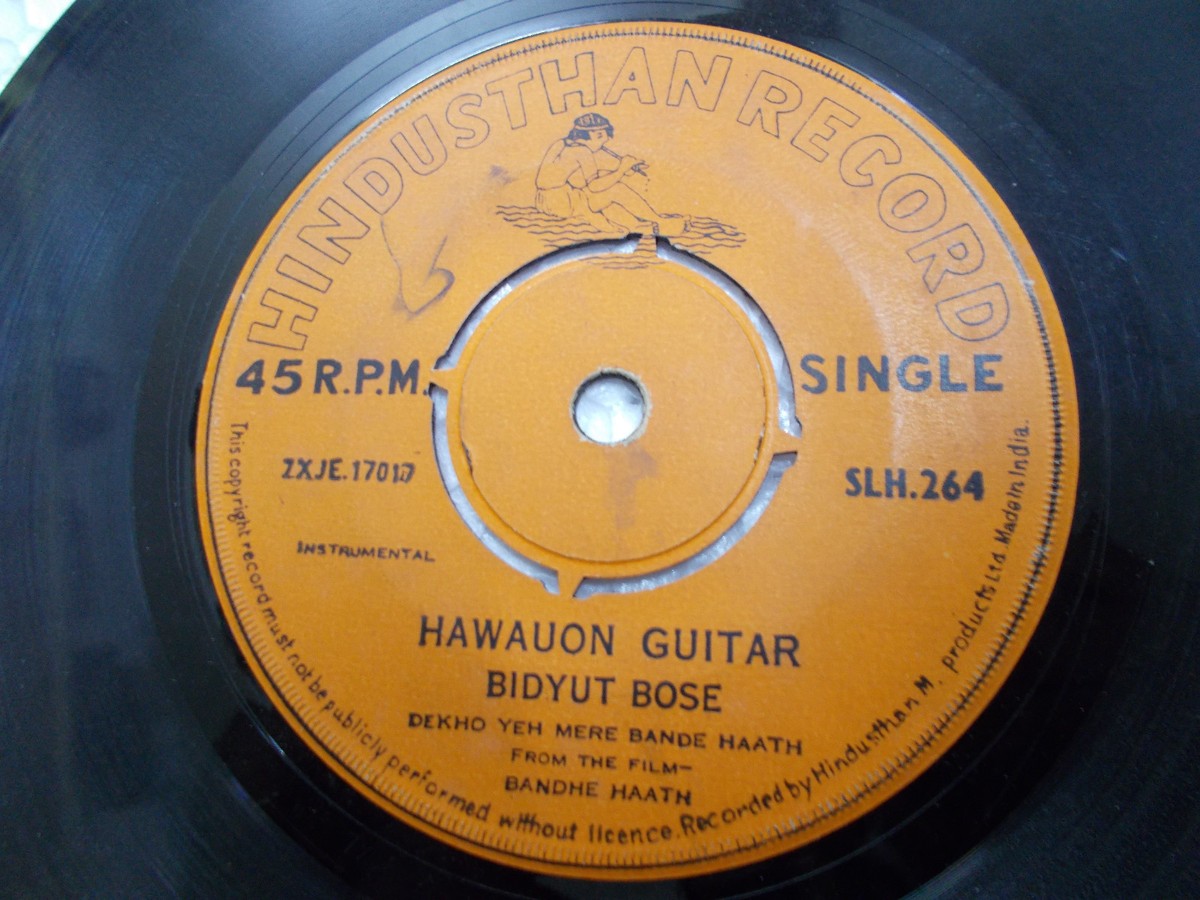 HINDUSTHAN RECORD
45 R.P.M.
SINGLE
2XJE.17017
SLH.264
INSTRUMENTAL
HAWAUON GUITAR
BIDYUT BOSE
DEKHO YEH MERE BANDE HAATH
FROM THE FILM—
BANDHE HAATH
This copyright record must not be publicly performed without licence. Recorded by Hindusthan M. products Ltd. Made in India.